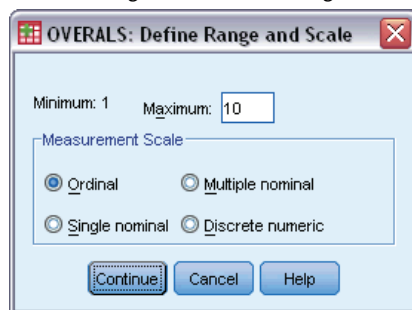 OVERALS: Define Range and Scale
Minimum: 1 Maximum: 10
Measurement Scale
Ordinal Multiple nominal
Single nominal Discrete numeric
Continue Cancel Help